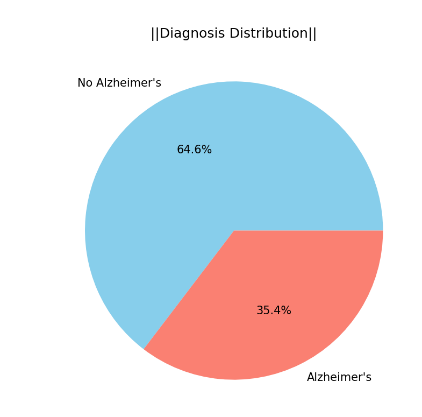 ||Diagnosis Distribution||
No Alzheimer's
64.6%
35.4%
Alzheimer's